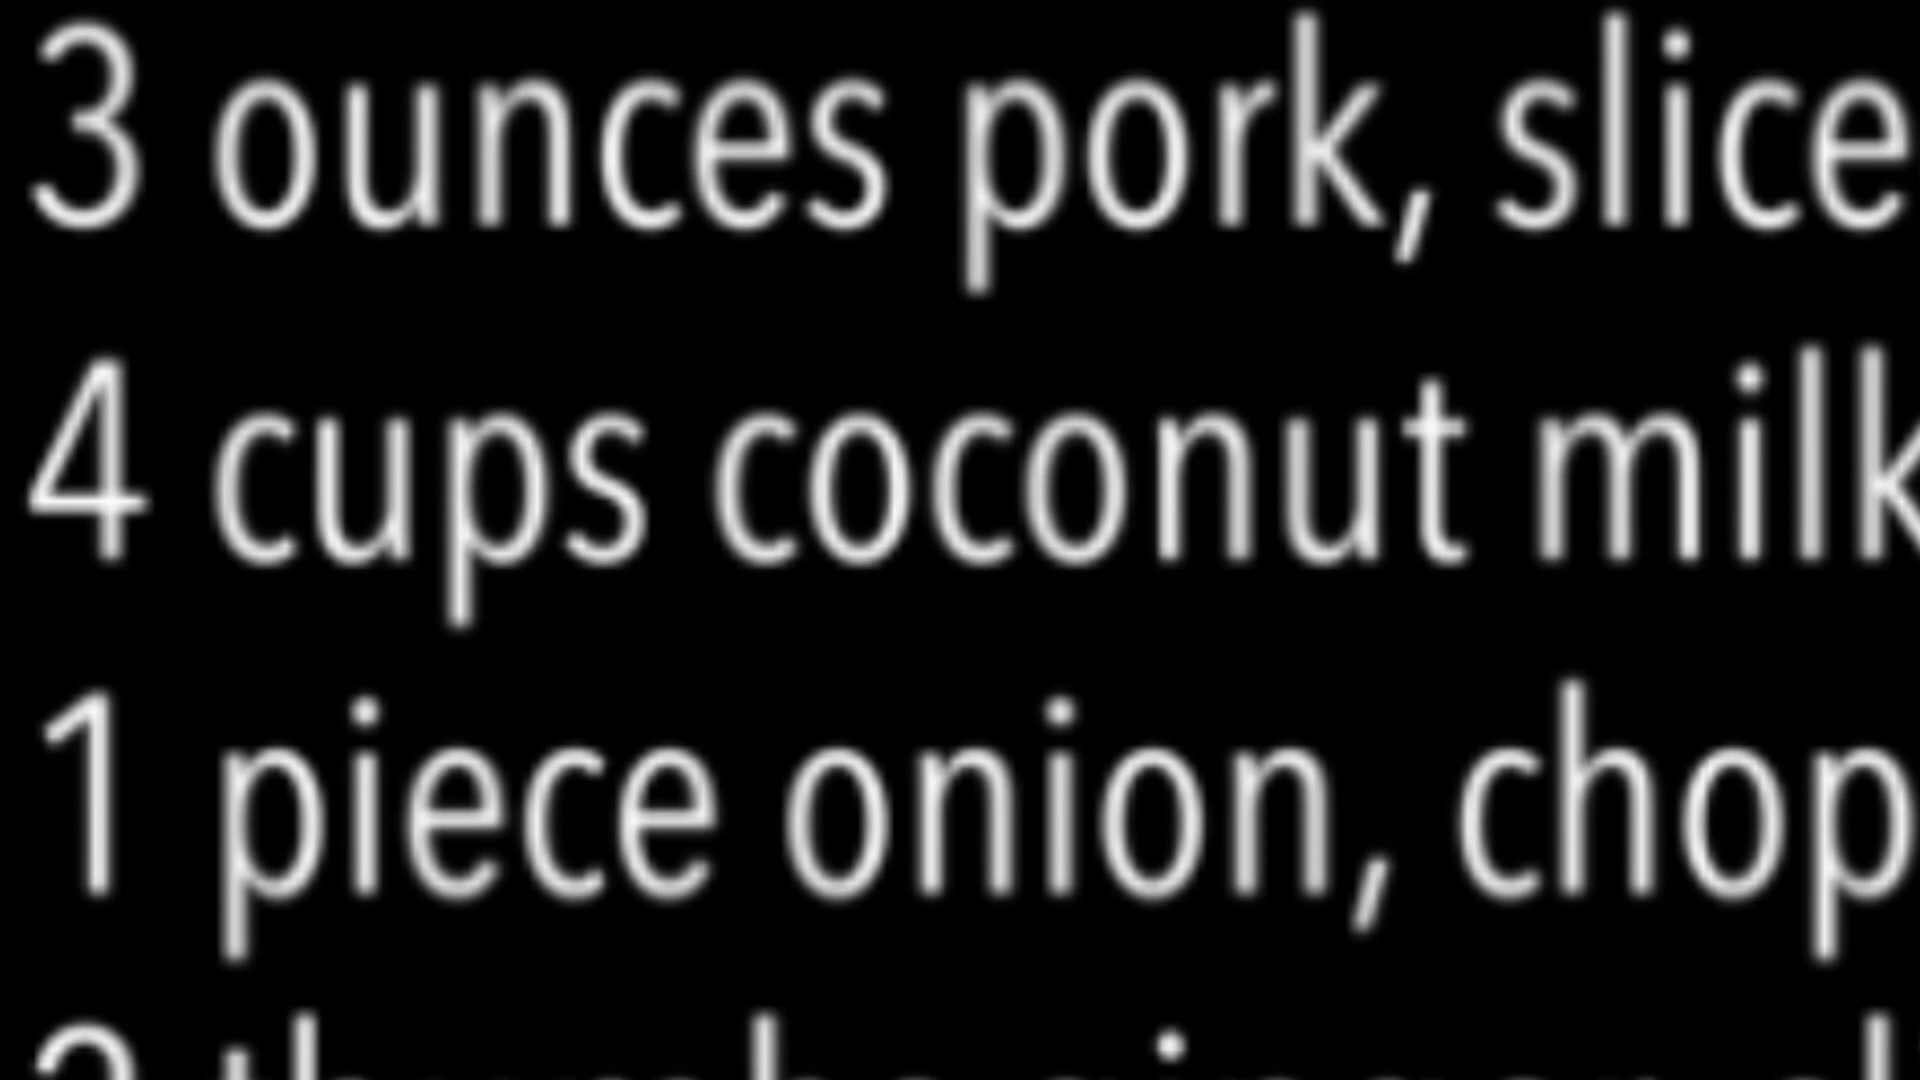 3 ounces pork, slice
4 cups coconut milk
1 piece onion, chop